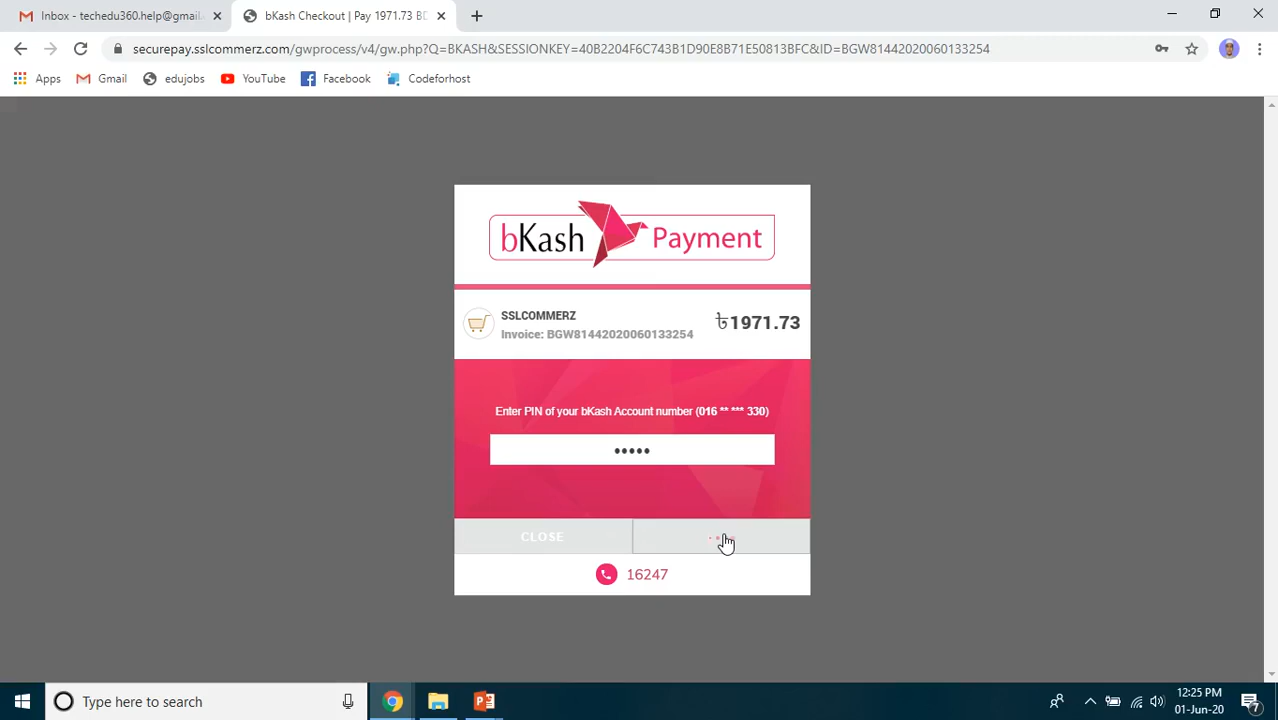 Inbox - techedu360.help@gmail.
bKash Checkout | Pay 1971.73 BD
securepay.sslcommerz.com/gwprocess/v4/gw.php?Q=BKASH&SESSIONKEY=40B2204F6C743B1D90E8B71E50813BFC&ID=BGW81442020060133254
Apps Gmail edujobs YouTube Facebook Codeforhost
bKash Payment
SSLCOMMERZ
Invoice: BGW81442020060133254
৳1971.73
Enter PIN of your bKash Account number (016 ** *** 330)
•••••
CLOSE
16247
Type here to search
12:25 PM
01-Jun-20
7